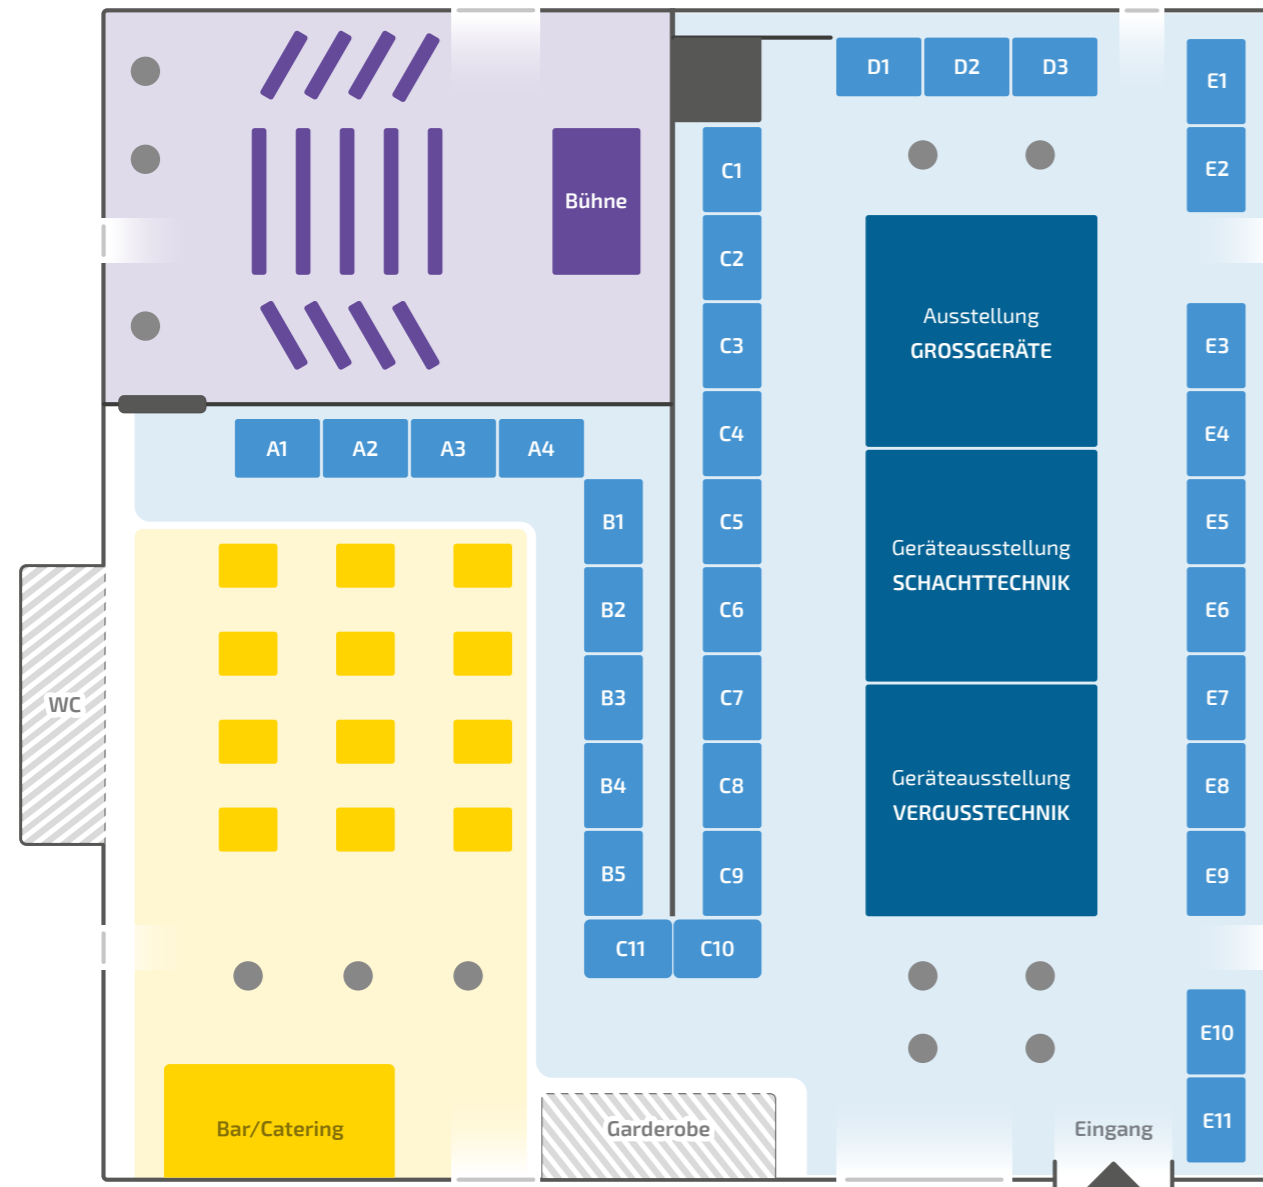 D1
D2
D3
E1
E2
C1
Bühne
C2
C3
Ausstellung
GROSSGERÄTE
E3
C4
E4
A1
A2
A3
A4
B1
C5
E5
Geräteausstellung
SCHACHTTECHNIK
B2
C6
E6
WC
B3
C7
E7
Geräteausstellung
VERGUSSTECHNIK
B4
C8
E8
B5
C9
E9
C11
C10
E10
Bar/Catering
Garderobe
Eingang
E11